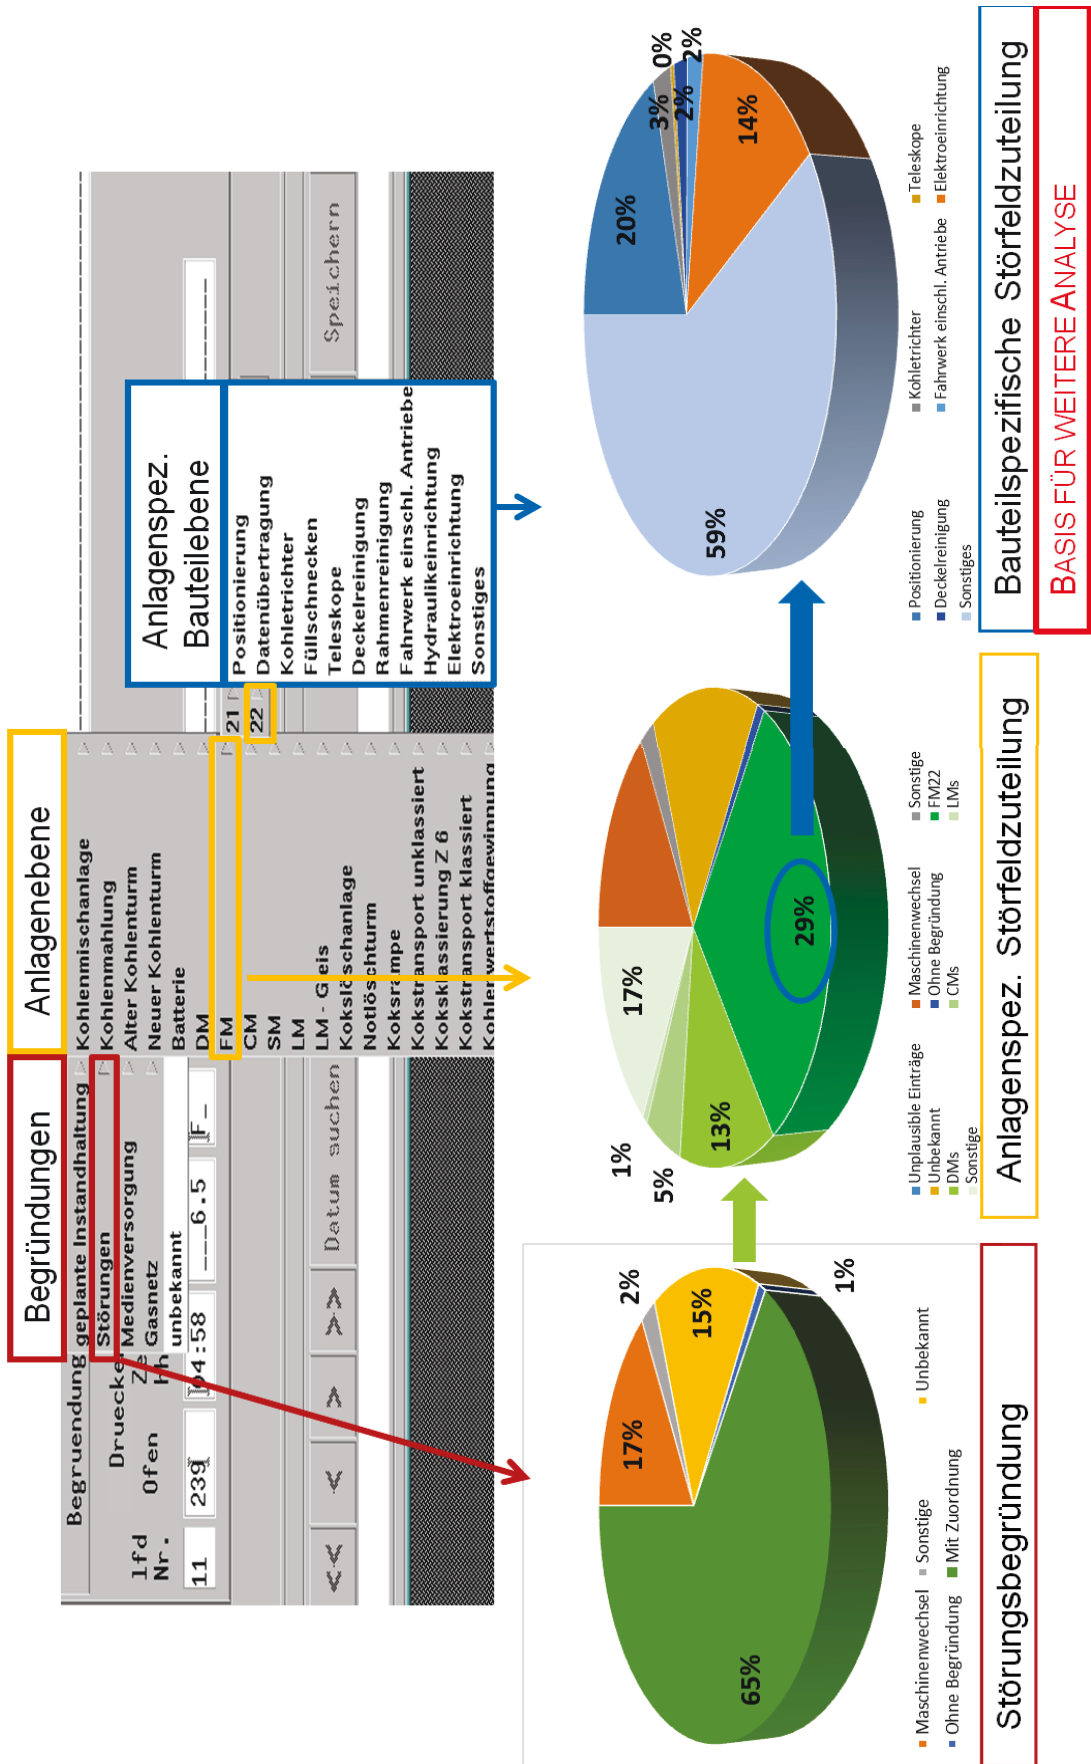 Begründungen
Anlagenebene
Anlagenspez.
Bauteilebene
Begruendung
geplante Instandhaltung
Störungen
Medienversorgung
Gasnetz
unbekannt
Kohlenmischanlage
Kohlenmahlung
Alter Kohlenturm
Neuer Kohlenturm
Batterie
DM
FM
CM
SM
LM
LM - Gleis
Kokslöschanlage
Notlöschturm
Koksrampe
Kokstransport unklassiert
Koksklassierung Z 6
Kokstransport klassiert
Kohlenwertstoffgewinnung
21
22
Positionierung
Datenübertragung
Kohletrichter
Füllschnecken
Teleskope
Deckelreinigung
Rahmenreinigung
Fahrwerk einschl. Antriebe
Hydraulikeinrichtung
Elektroeinrichtung
Sonstiges
Druecke
lfd
Nr.
Ofen
Ze
11
239
04:58
___6.5
F_
<<
<
>
>>
Datum suchen
Speichern
17%
2%
15%
1%
65%
Maschinenwechsel
Sonstige
Unbekannt
Ohne Begründung
Mit Zuordnung
Störungsbegründung
17%
1%
5%
13%
29%
Unplausible Einträge
Maschinenwechsel
Sonstige
Unbekannt
Ohne Begründung
FM22
DMs
CMs
LMs
Sonstige
Anlagenspez. Störfeldzuteilung
20%
3%
0%
2%
2%
14%
59%
Positionierung
Kohletrichter
Teleskope
Deckelreinigung
Fahrwerk einschl. Antriebe
Elektroeinrichtung
Sonstiges
Bauteilspezifische Störfeldzuteilung
BASIS FÜR WEITERE ANALYSE